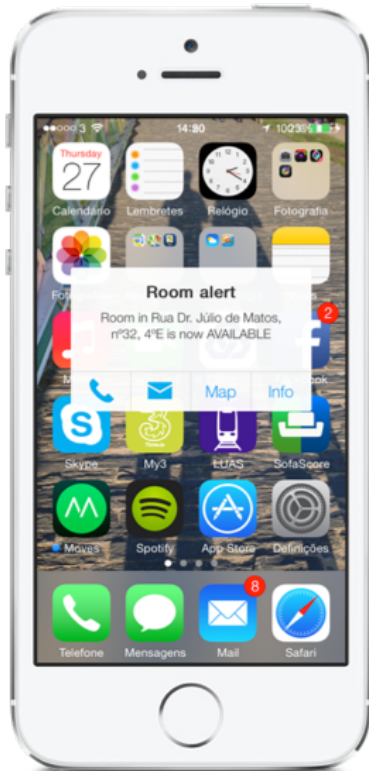 3 14:30
Thursday
27
Calendário Lembretes Relógio Fotografia
2
Room alert
Room in Rua Dr. Júlio de Matos,
nº32, 4ºE is now AVAILABLE
Map Info
Skype My3 LUAS SofaScore
Moves Spotify App Store Definições
8
Telefone Mensagens Mail Safari